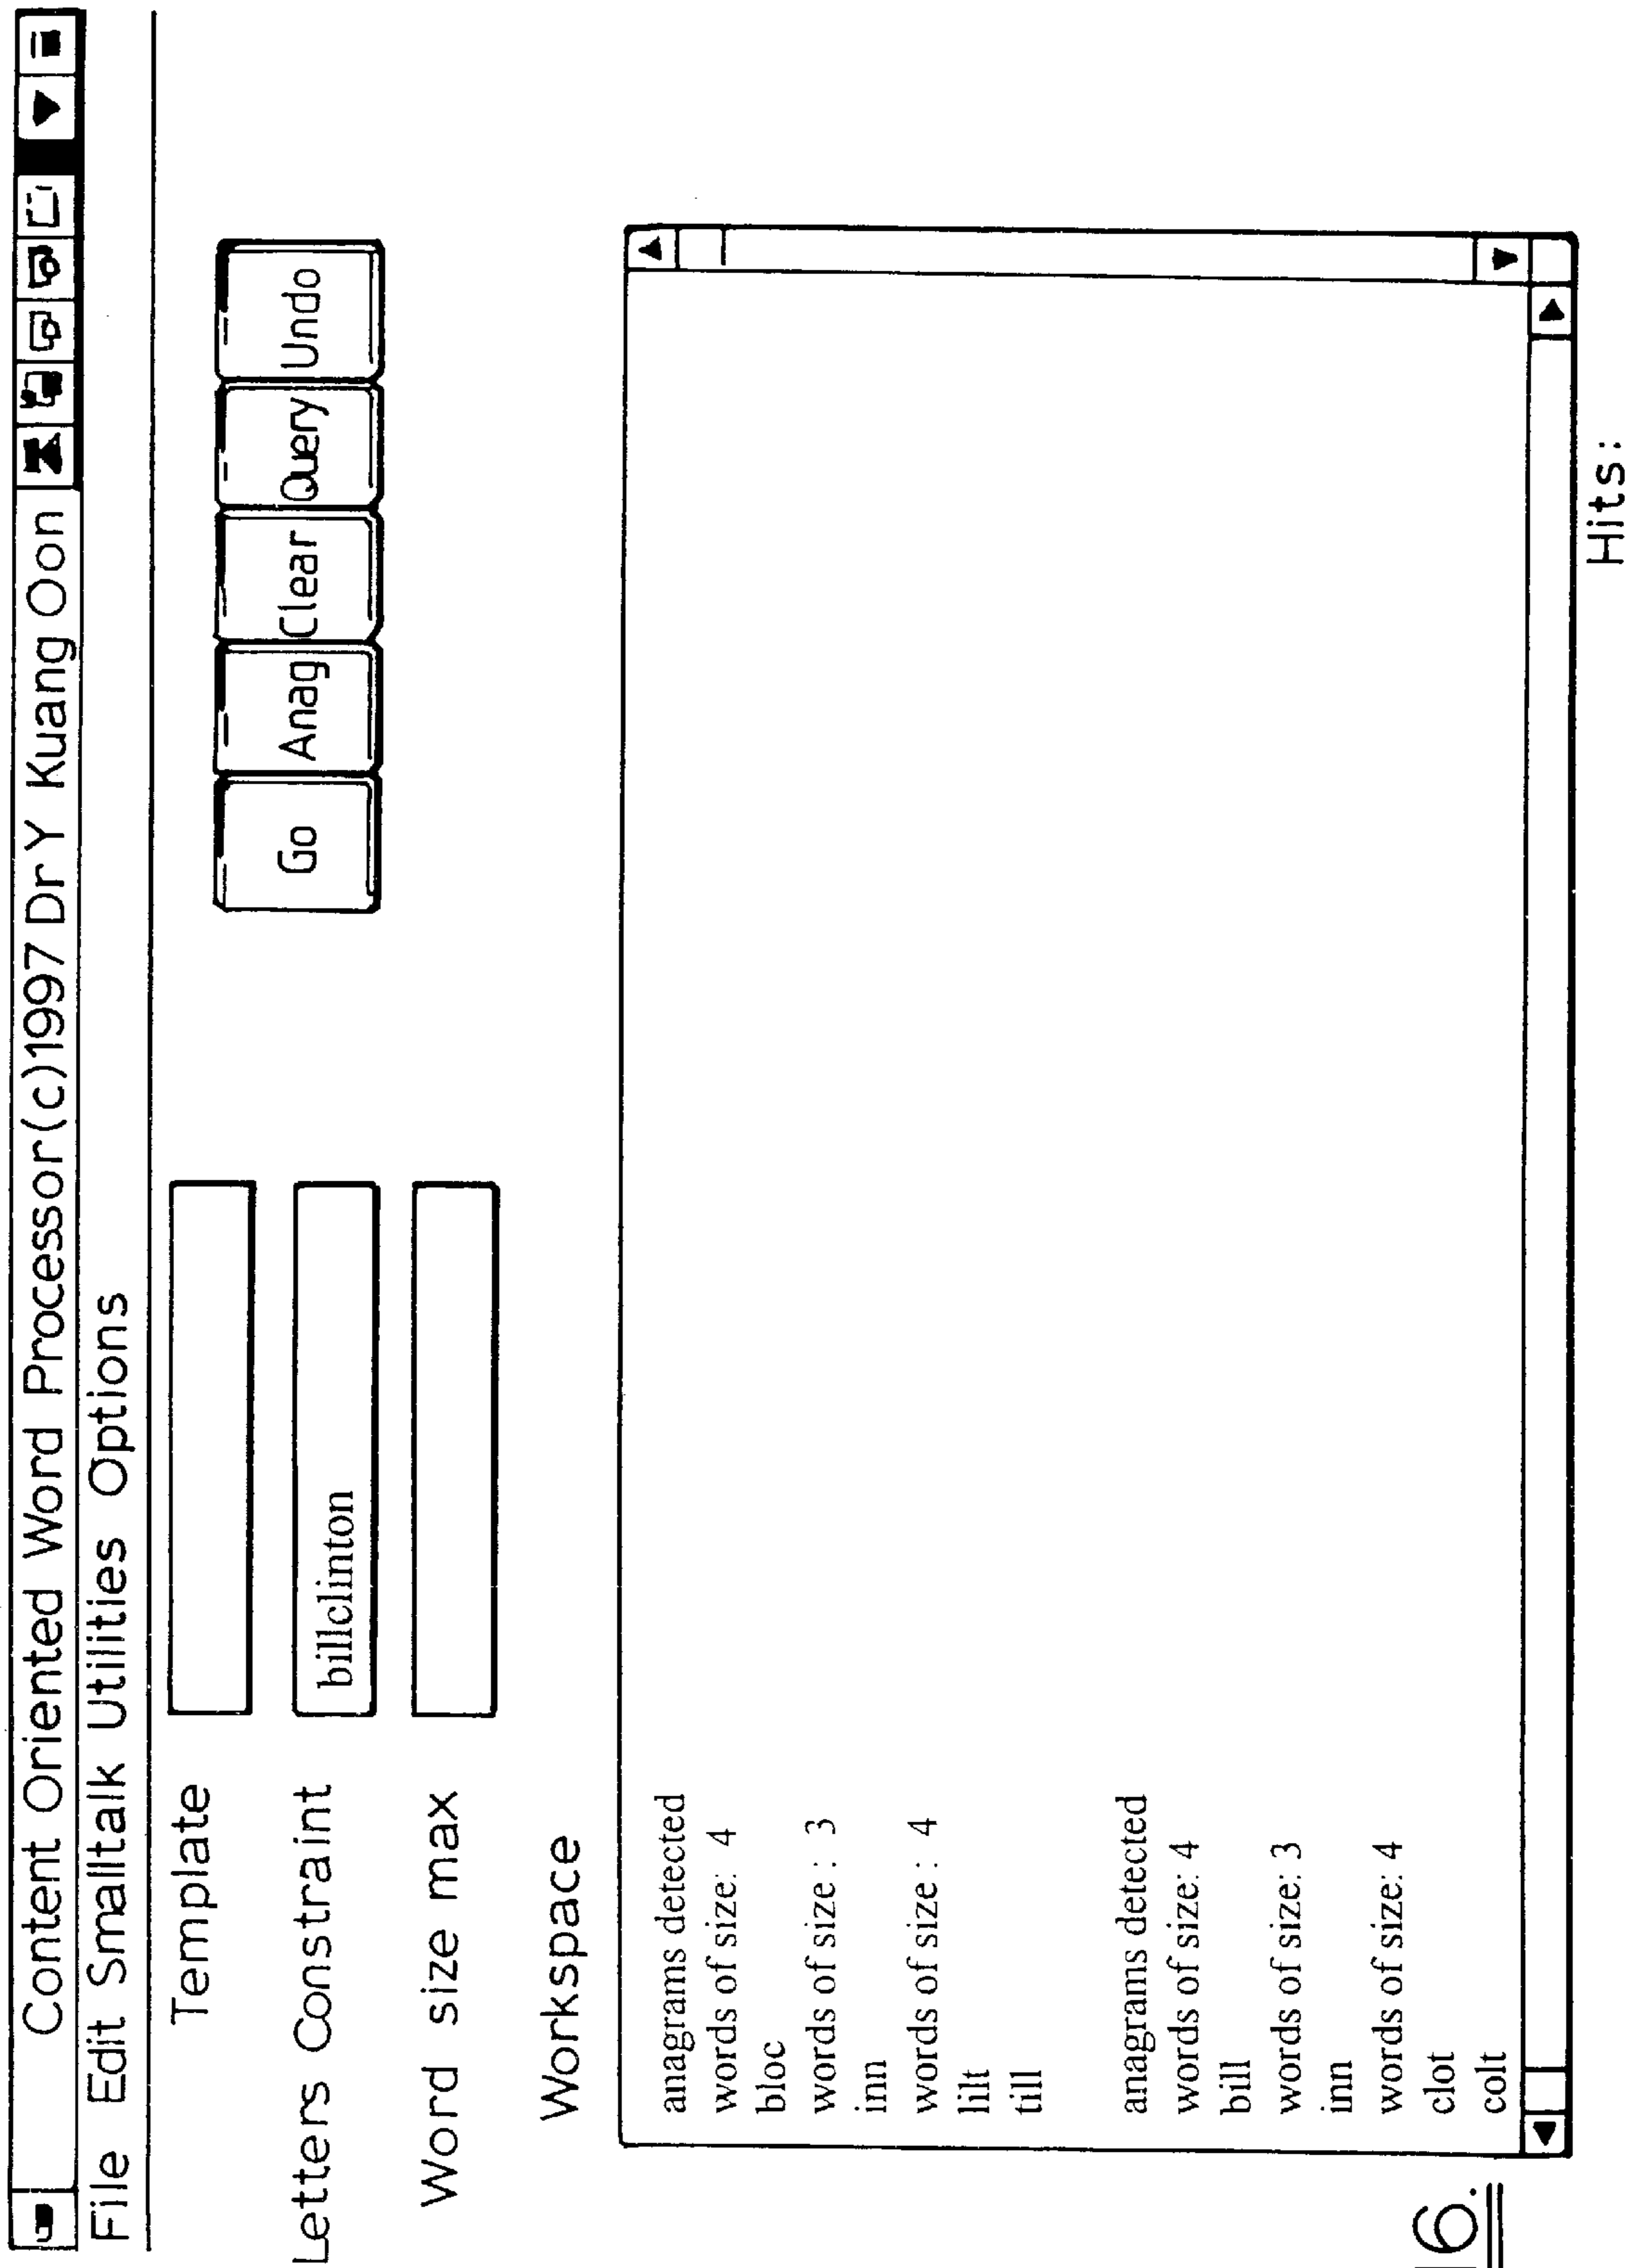 Content Oriented Word Processor(c)1997 Dr Y Kuang Oon
File Edit Smalltalk Utilities Options
Template
Go Anag Clear Query Undo
Letters Constraint billclinton
Word size max
Workspace
anagrams detected
words of size: 4
bloc
words of size : 3
inn
words of size : 4
lilt
till
anagrams detected
words of size: 4
bill
words of size: 3
inn
words of size: 4
clot
colt
Hits: